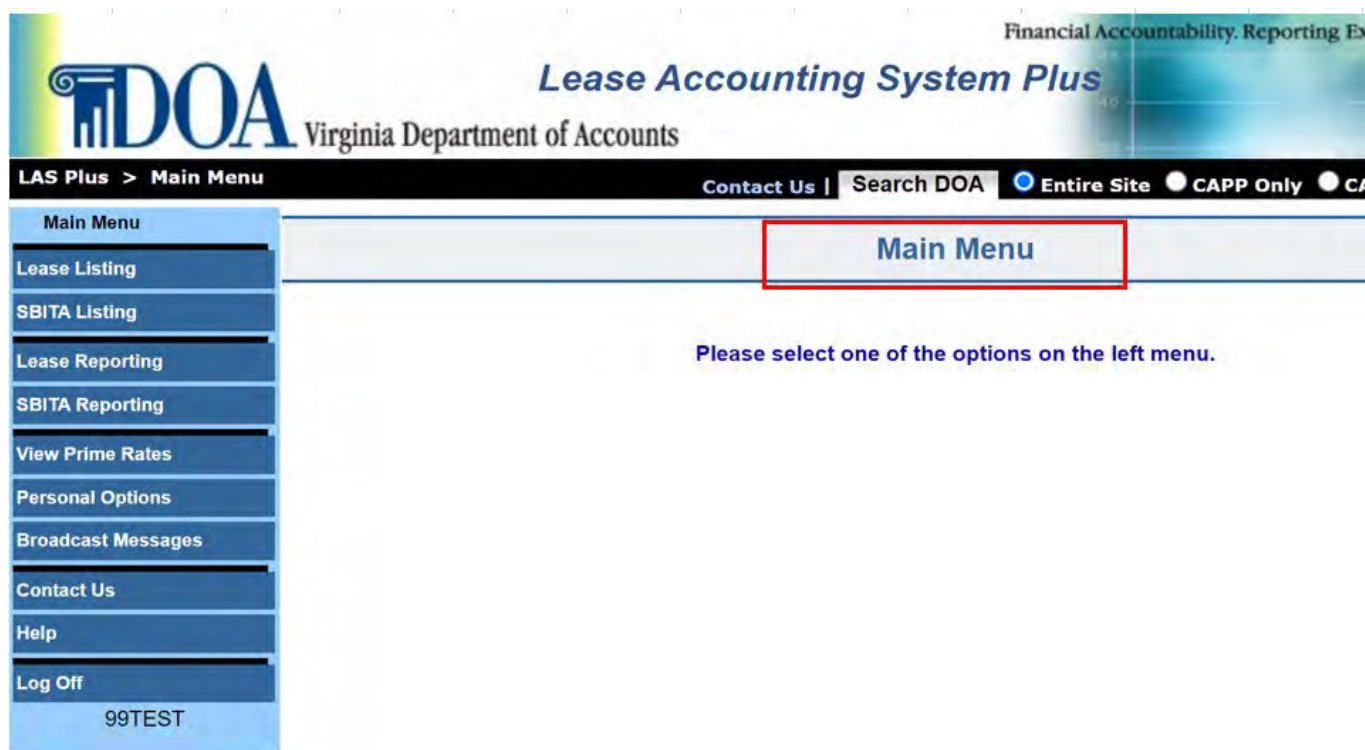 Financial Accountability. Reporting Ex
Lease Accounting System Plus
DOA Virginia Department of Accounts
LAS Plus > Main Menu
Contact Us | Search DOA Entire Site CAPP Only CA
Main Menu
Lease Listing
SBITA Listing
Lease Reporting
SBITA Reporting
View Prime Rates
Personal Options
Broadcast Messages
Contact Us
Help
Log Off
99TEST
Main Menu
Please select one of the options on the left menu.